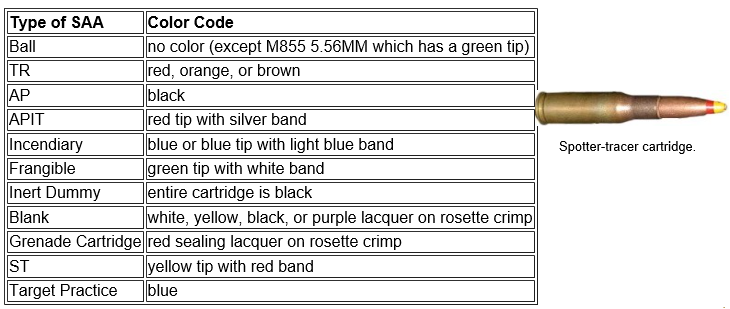 Type of SAA Color Code
Ball no color (except M855 5.56MM which has a green tip)
TR red, orange, or brown
AP black
APIT red tip with silver band
Incendiary blue or blue tip with light blue band
Frangible green tip with white band
Inert Dummy entire cartridge is black
Blank white, yellow, black, or purple lacquer on rosette crimp
Grenade Cartridge red sealing lacquer on rosette crimp
ST yellow tip with red band
Target Practice blue
Spotter-tracer cartridge.